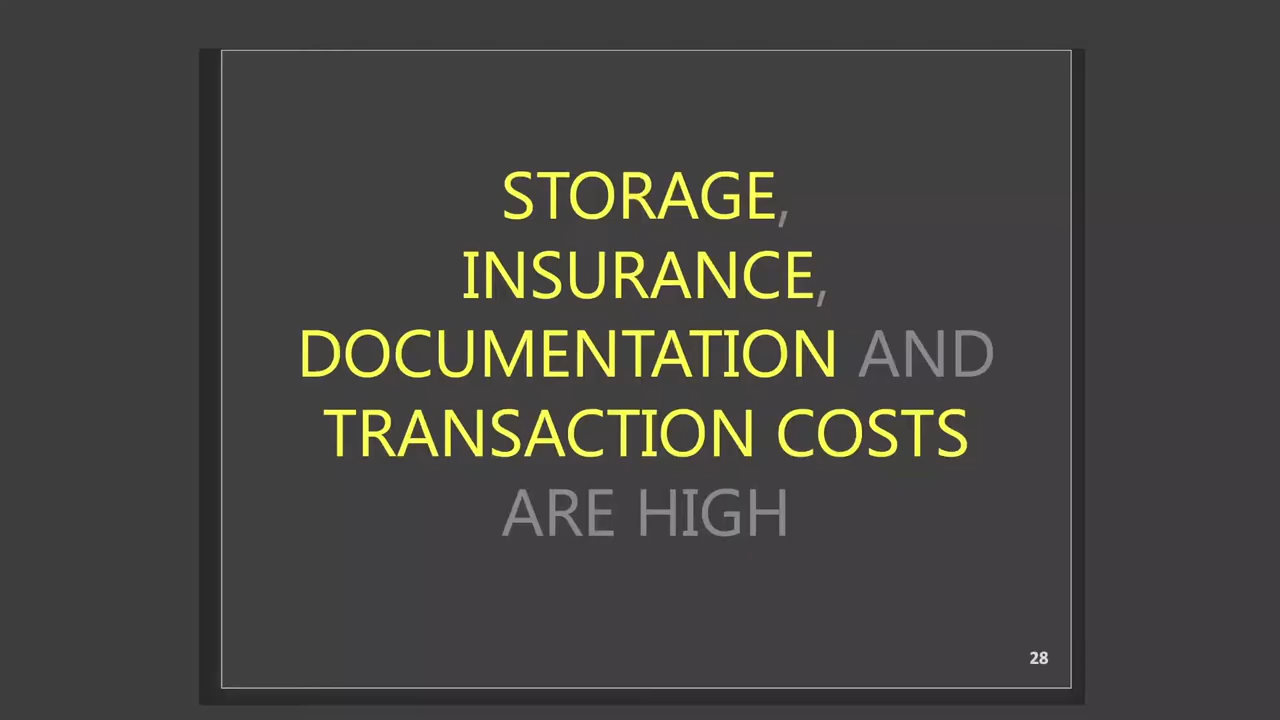 STORAGE,
INSURANCE,
DOCUMENTATION AND
TRANSACTION COSTS
ARE HIGH
28